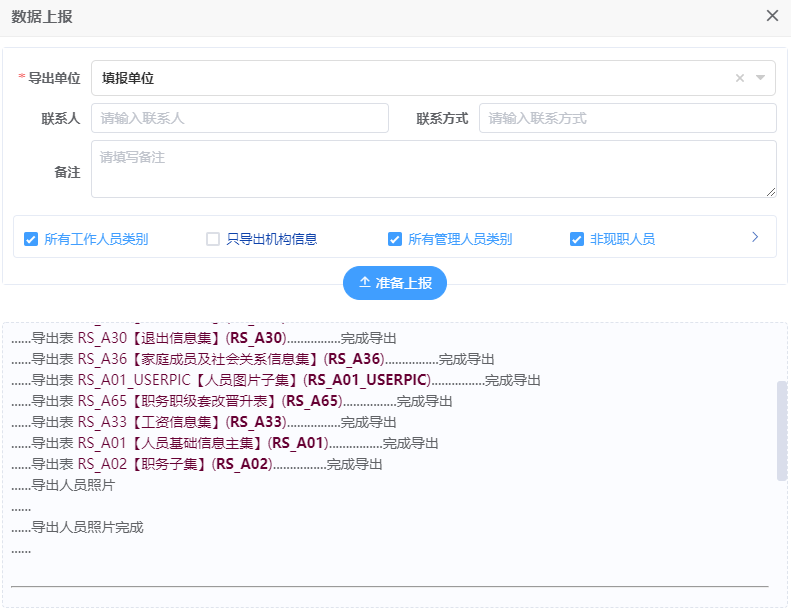 数据上报
* 导出单位 填报单位
联系人 请输入联系人 联系方式 请输入联系方式
备注 请填写备注
所有工作人员类别 只导出机构信息 所有管理人员类别 非现职人员
准备上报
......导出表 RS_A30【退出信息集】(RS_A30)...............完成导出
......导出表 RS_A36【家庭成员及社会关系信息集】(RS_A36)...............完成导出
......导出表 RS_A01_USERPIC【人员图片子集】(RS_A01_USERPIC)...............完成导出
......导出表 RS_A65【职务职级套改晋升表】(RS_A65)...............完成导出
......导出表 RS_A33【工资信息集】(RS_A33)...............完成导出
......导出表 RS_A01【人员基础信息主集】(RS_A01)...............完成导出
......导出表 RS_A02【职务子集】(RS_A02)...............完成导出
......导出人员照片
......
......导出人员照片完成
......